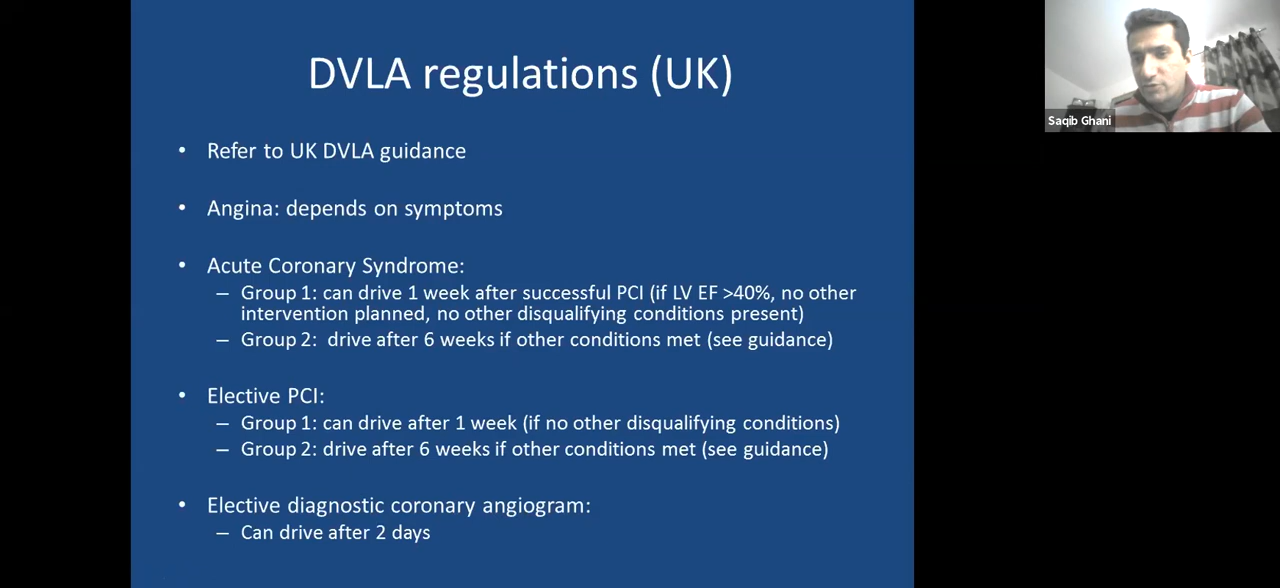 DVLA regulations (UK)
• Refer to UK DVLA guidance
• Angina: depends on symptoms
• Acute Coronary Syndrome:
– Group 1: can drive 1 week after successful PCI (if LV EF >40%, no other
intervention planned, no other disqualifying conditions present)
– Group 2:  drive after 6 weeks if other conditions met (see guidance)
• Elective PCI:
– Group 1: can drive after 1 week (if no other disqualifying conditions)
– Group 2: drive after 6 weeks if other conditions met (see guidance)
• Elective diagnostic coronary angiogram:
– Can drive after 2 days
Saqib Ghani